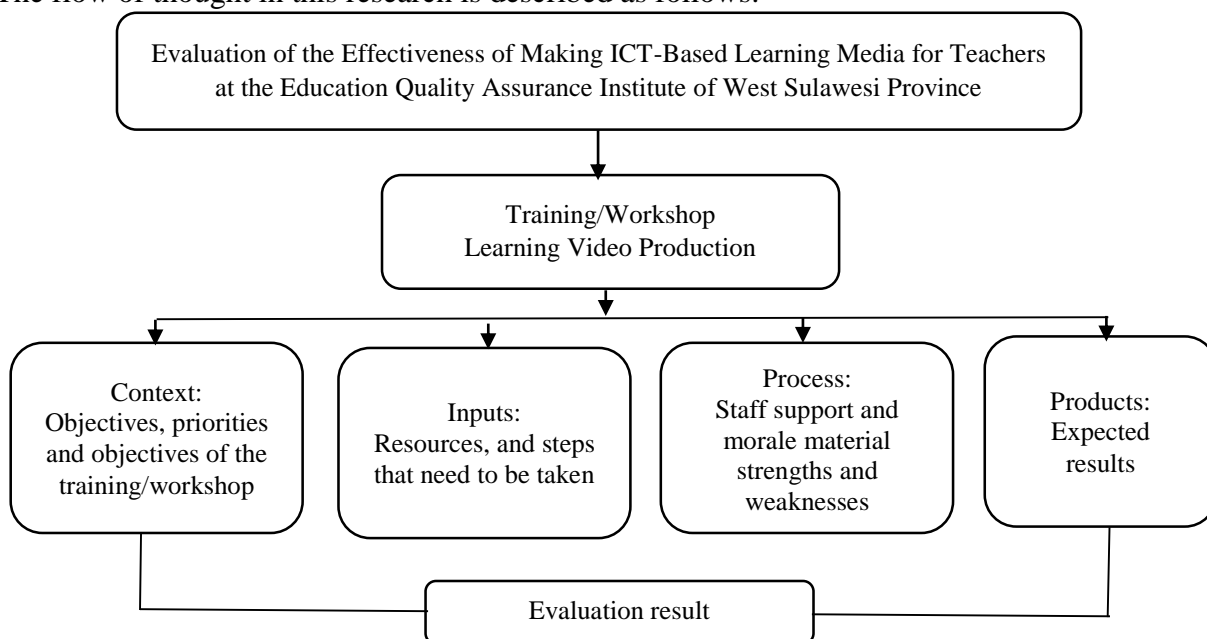 The flow of thought in this research is described as follows:
Evaluation of the Effectiveness of Making ICT-Based Learning Media for Teachers
at the Education Quality Assurance Institute of West Sulawesi Province
Training/Workshop
Learning Video Production
Context:
Objectives, priorities
and objectives of the
training/workshop
Inputs:
Resources, and steps
that need to be taken
Process:
Staff support and
morale material
strengths and
weaknesses
Products:
Expected
results
Evaluation result